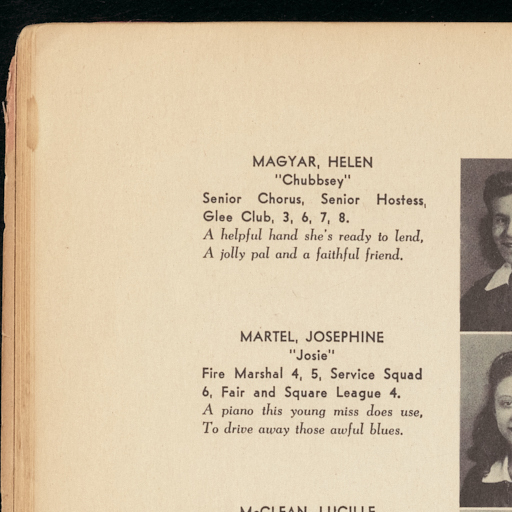 MAGYAR, HELEN
"Chubbsey"
Senior Chorus, Senior Hostess,
Glee Club, 3, 6, 7, 8.
A helpful hand she's ready to lend,
A jolly pal and a faithful friend.
MARTEL, JOSEPHINE
"Josie"
Fire Marshal 4, 5, Service Squad
6, Fair and Square League 4.
A piano this young miss does use,
To drive away those awful blues.
McCLEAN, LUCILLE